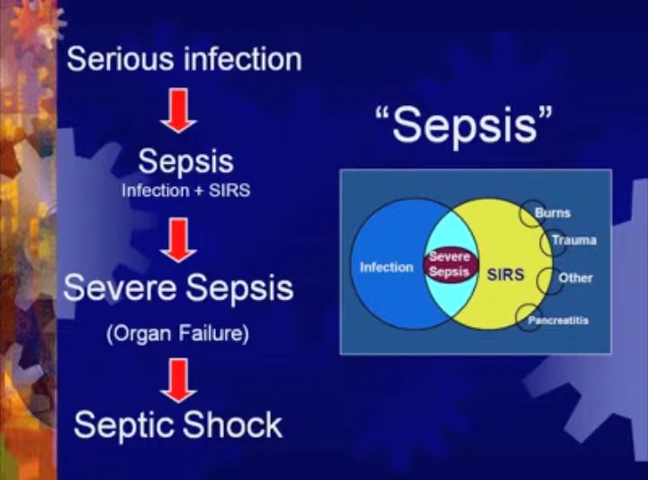 Serious infection
Sepsis
Infection + SIRS
Severe Sepsis
(Organ Failure)
Septic Shock
“Sepsis”
Infection
Severe
Sepsis
SIRS
Burns
Trauma
Other
Pancreatitis